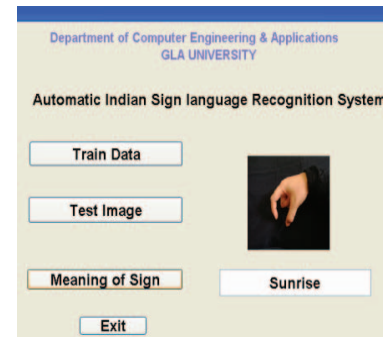 Department of Computer Engineering & Applications
GLA UNIVERSITY
Automatic Indian Sign language Recognition System
Train Data
Test Image
Meaning of Sign
Sunrise
Exit